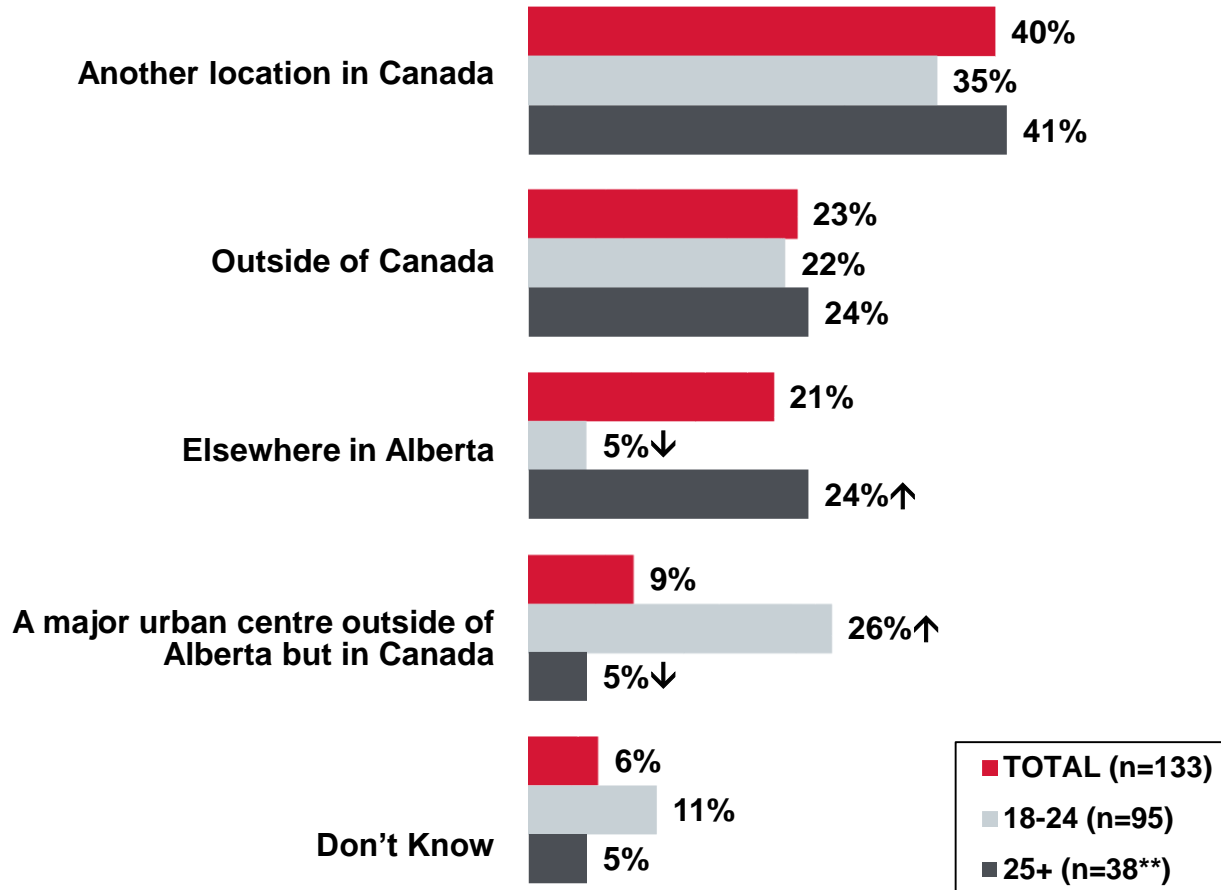 Another location in Canada
40%
35%
41%
Outside of Canada
23%
22%
24%
Elsewhere in Alberta
21%
5%↓
24%↑
A major urban centre outside of
Alberta but in Canada
9%
26%↑
5%↓
Don’t Know
6%
11%
5%
TOTAL (n=133)
18-24 (n=95)
25+ (n=38**)